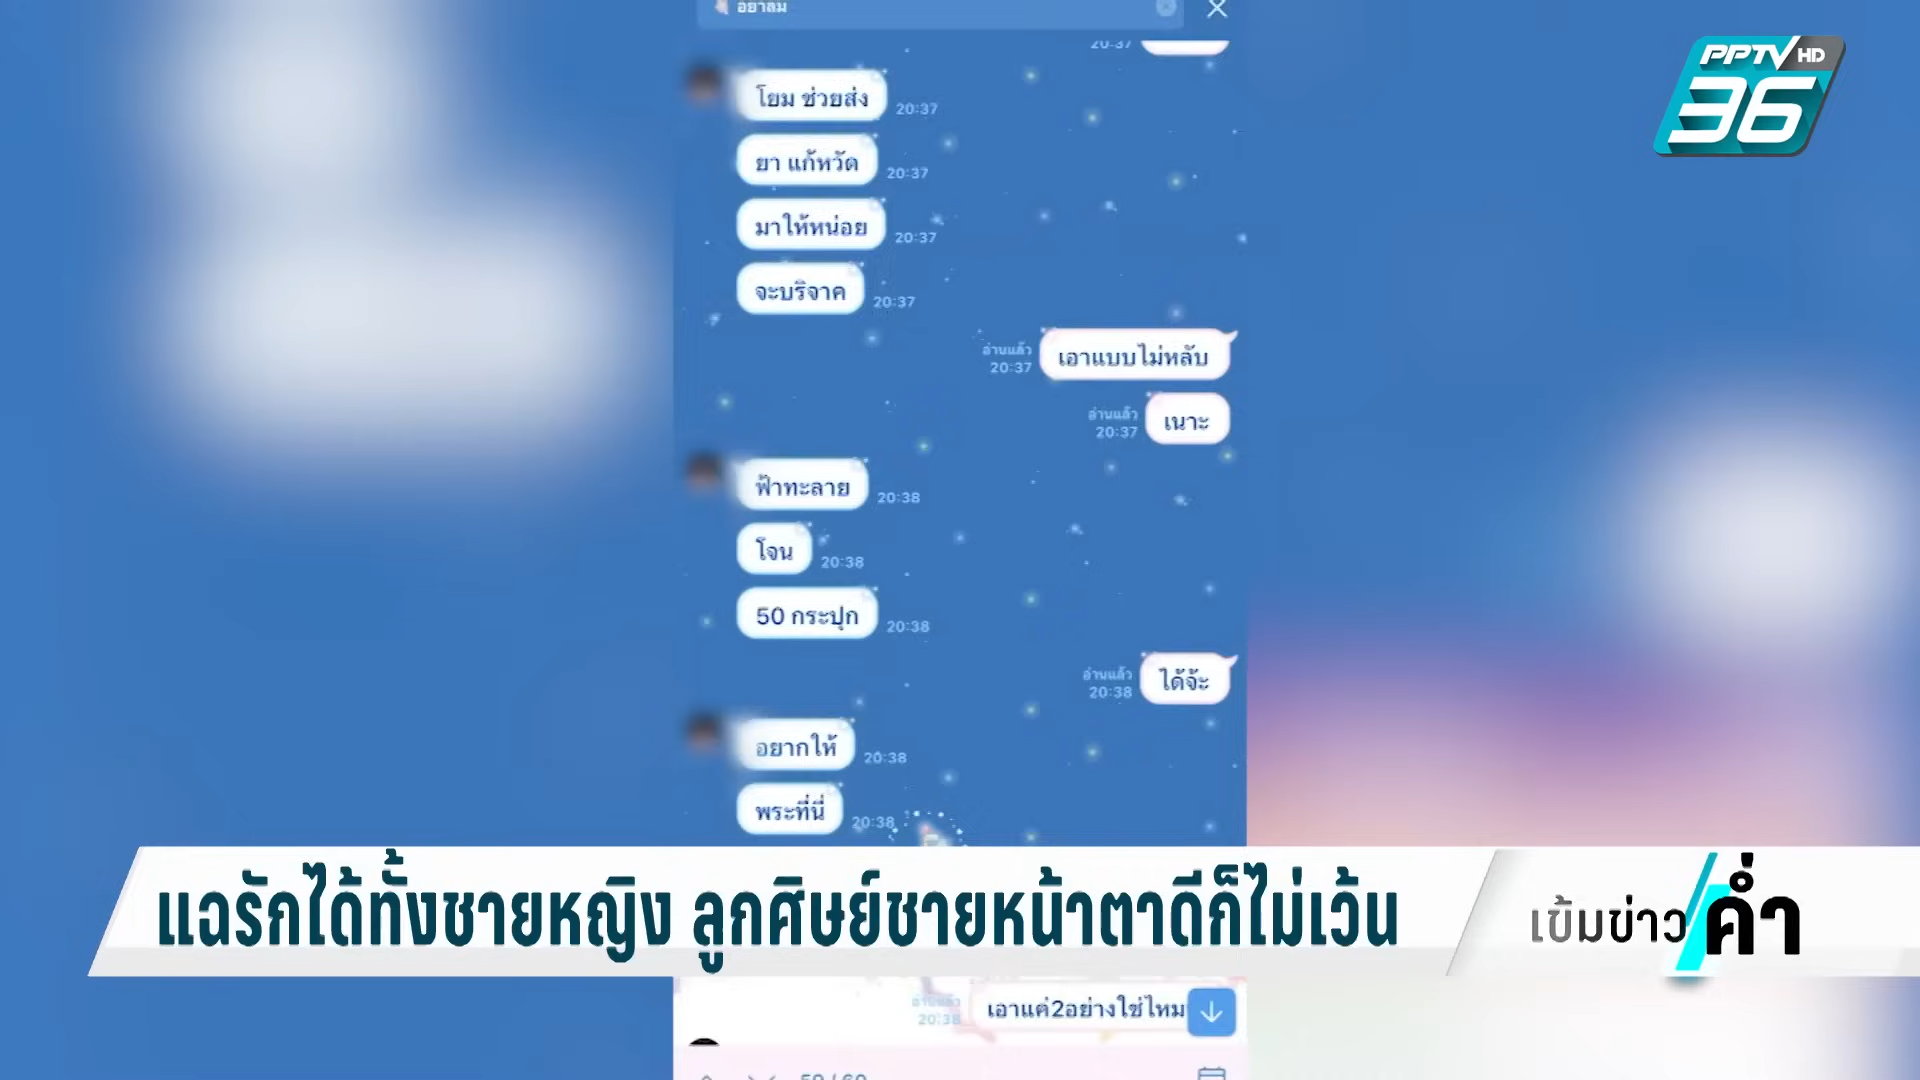 อย่าลืม
20:37
PPTV HD
36
โยม ช่วยส่ง 20:37
ยา แก้หวัด 20:37
มาให้หน่อย 20:37
จะบริจาค 20:37
อ่านแล้ว
20:37 เอาแบบไม่หลับ
อ่านแล้ว
20:37 เนาะ
ฟ้าทะลาย 20:38
โจน 20:38
50 กระปุก 20:38
อ่านแล้ว
20:38 ได้จ้ะ
อยากให้ 20:38
พระที่นี่ 20:38
แฉรักได้ทั้งชายหญิง ลูกศิษย์ชายหน้าตาดีก็ไม่เว้น
เข้มข่าวค่ำ
อ่านแล้ว
20:38 เอาแค่2อย่างใช่ไหม